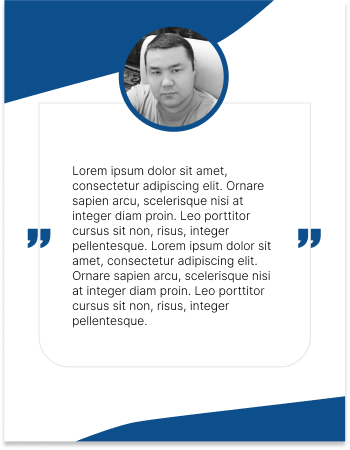 Lorem ipsum dolor sit amet,
consectetur adipiscing elit. Ornare
sapien arcu, scelerisque nisi at
integer diam proin. Leo porttitor
cursus sit non, risus, integer
pellentesque. Lorem ipsum dolor sit
amet, consectetur adipiscing elit.
Ornare sapien arcu, scelerisque nisi
at integer diam proin. Leo porttitor
cursus sit non, risus, integer
pellentesque.